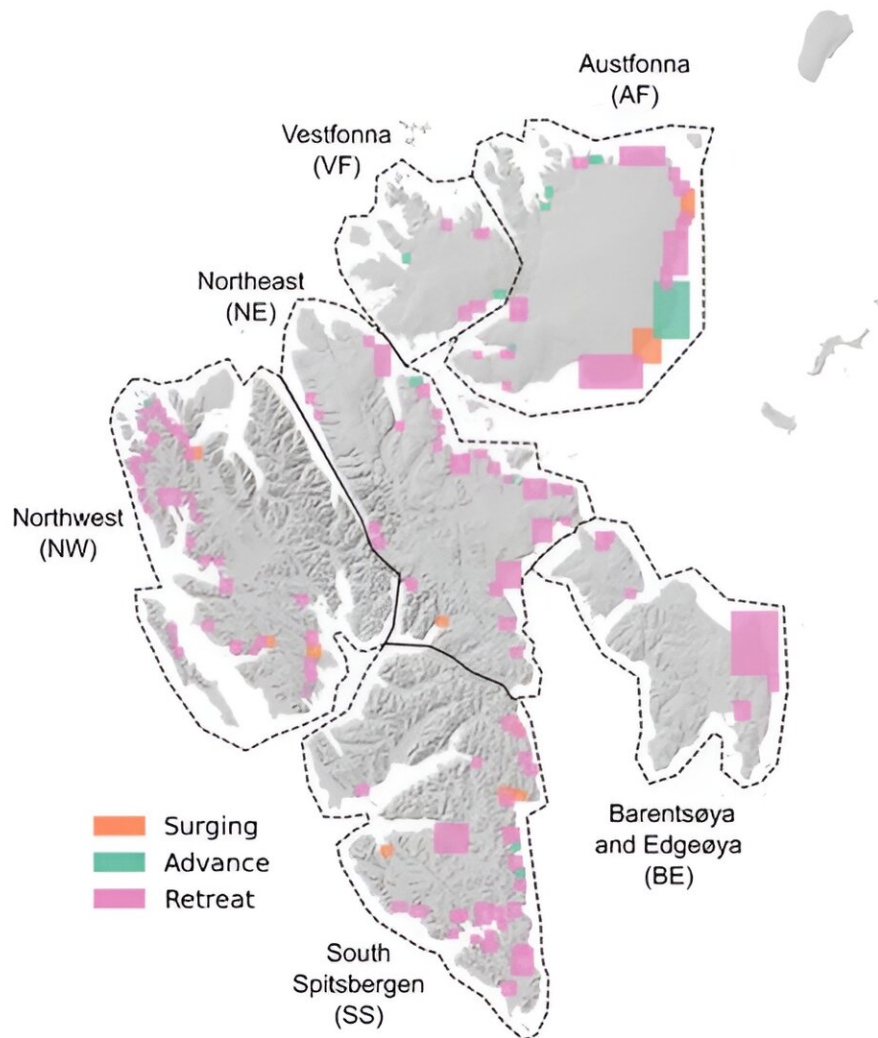 Austfonna
(AF)
Vestfonna
(VF)
Northeast
(NE)
Northwest
(NW)
Surging
Advance
Retreat
Barentsøya
and Edgeøya
(BE)
South
Spitsbergen
(SS)